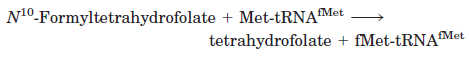 N¹⁰-Formyltetrahydrofolate + Met-tRNAᶠᴹᵉᵗ ⟶
tetrahydrofolate + fMet-tRNAᶠᴹᵉᵗ